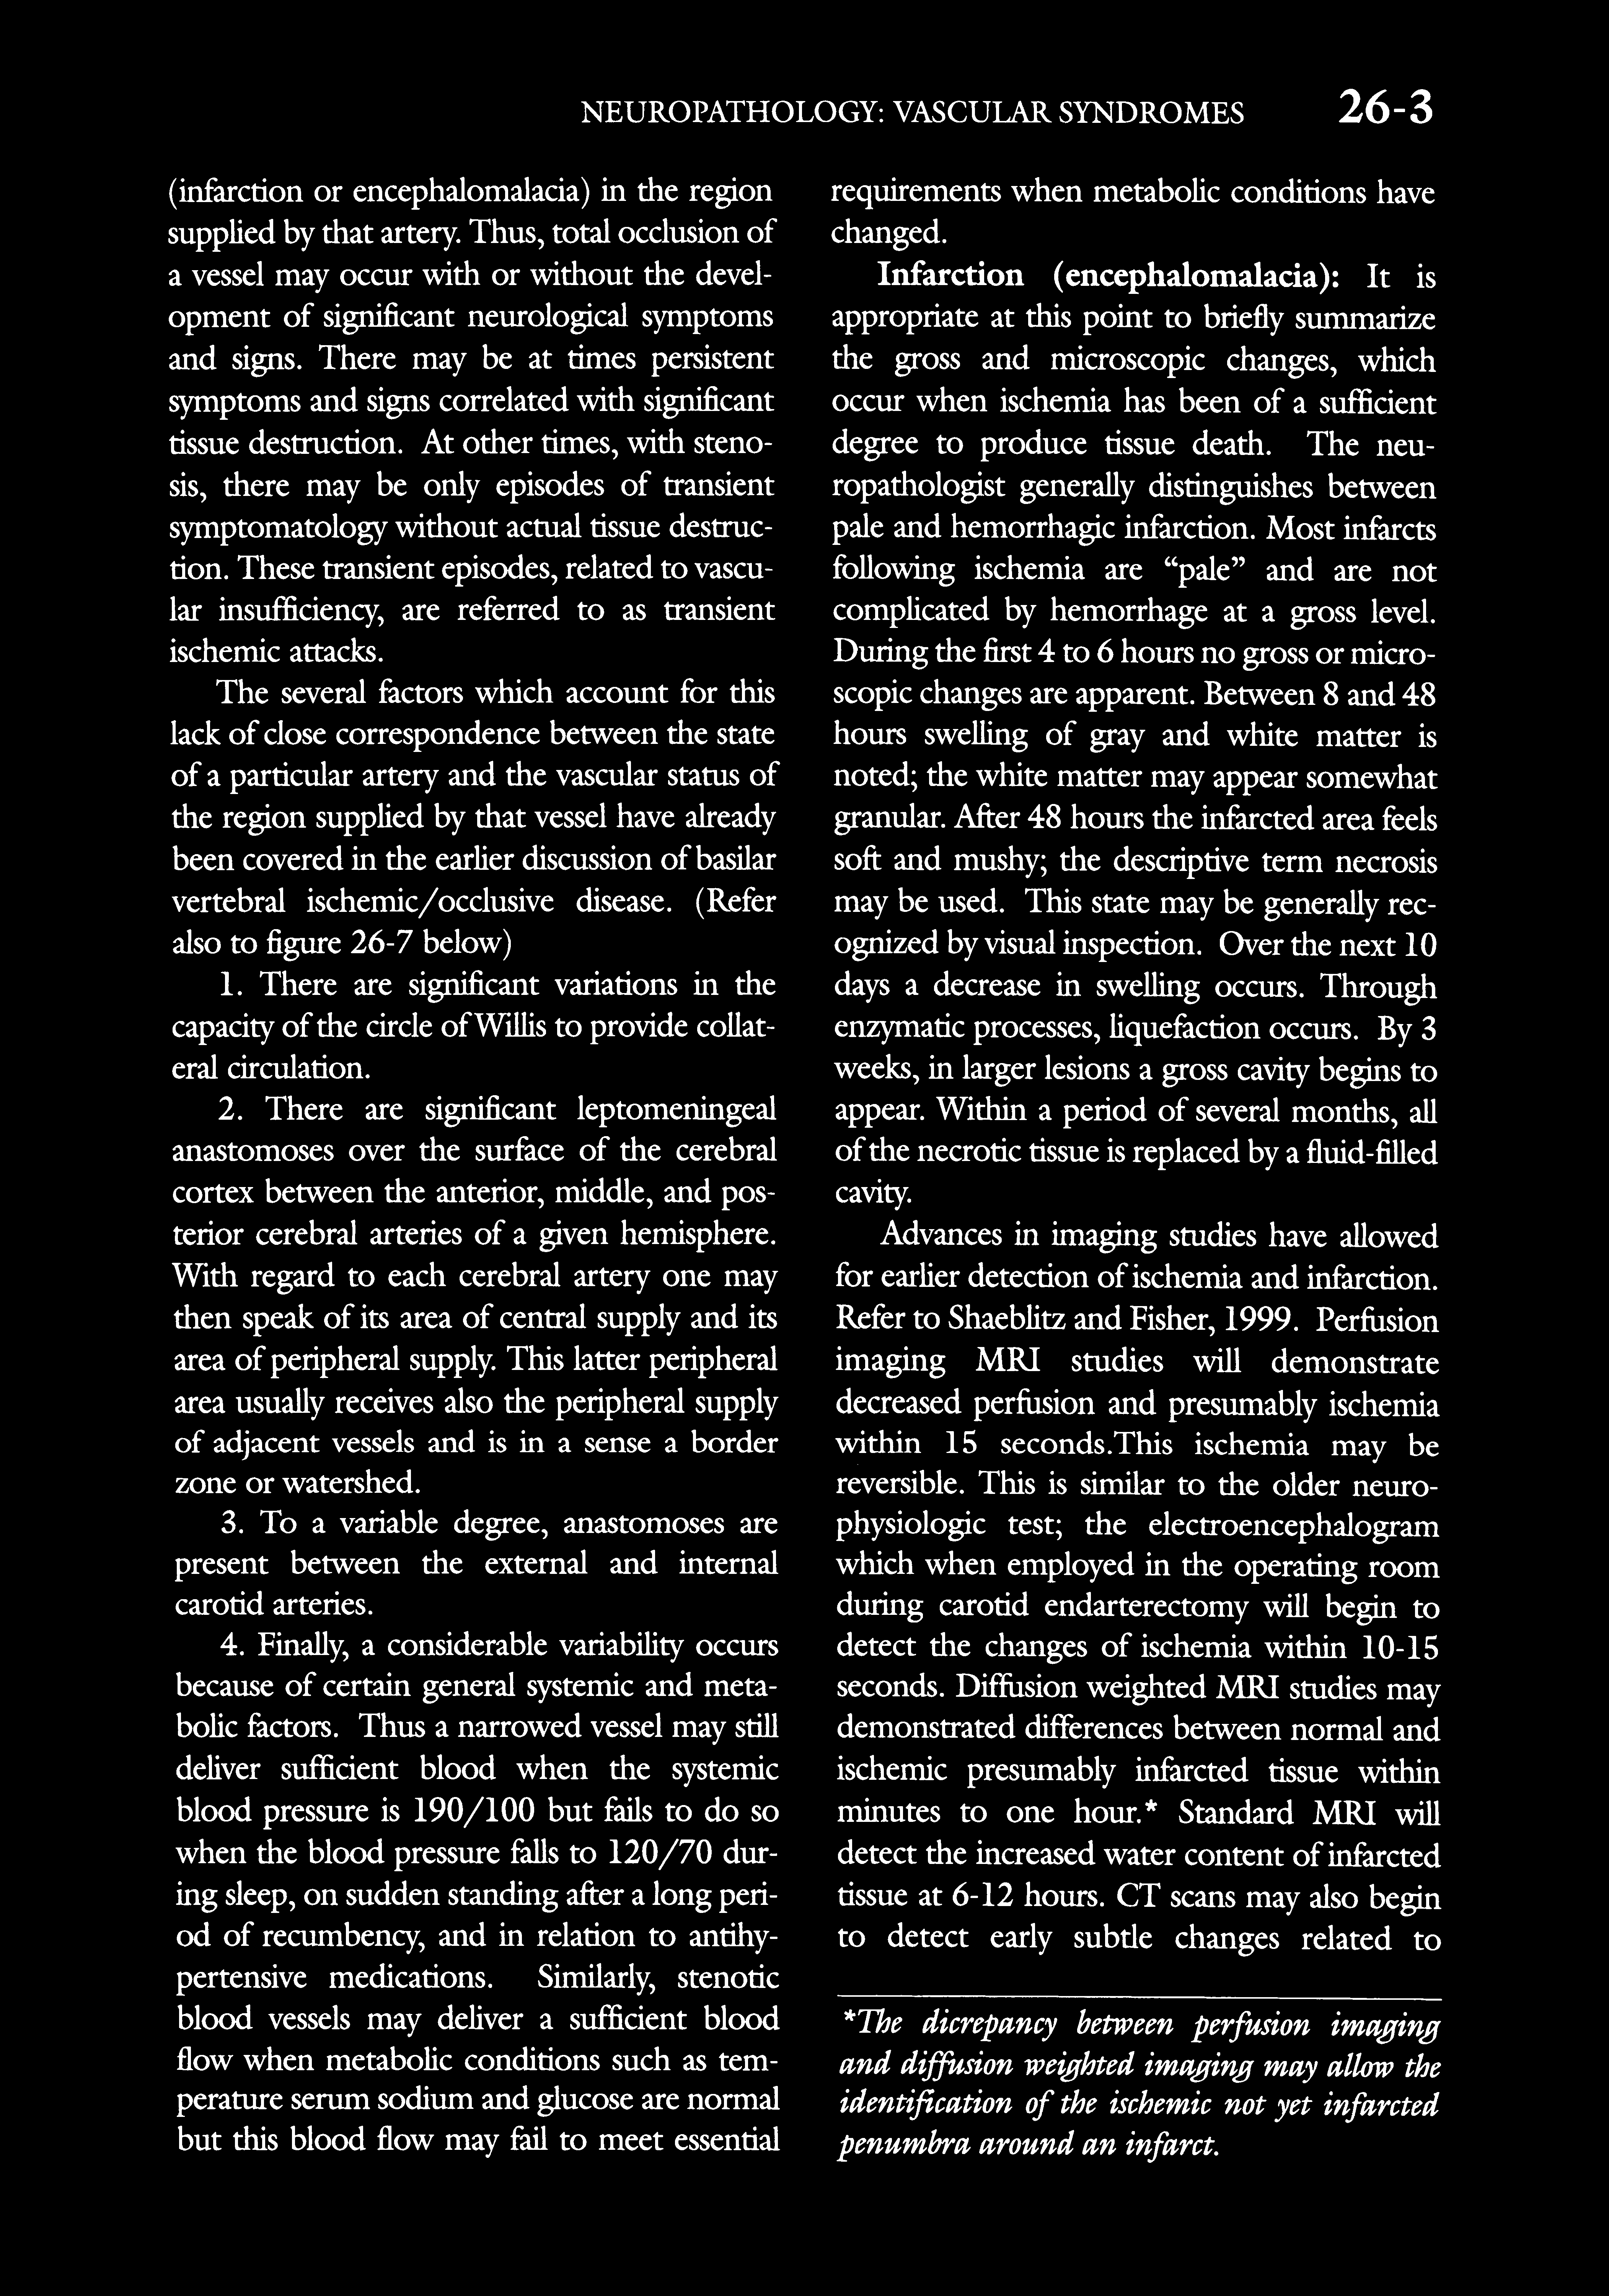 NEUROPATHOLOGY: VASCULAR SYNDROMES 26-3
(infarction or encephalomalacia) in the region
supplied by that artery. Thus, total occlusion of
a vessel may occur with or without the devel-
opment of significant neurological symptoms
and signs. There may be at times persistent
symptoms and signs correlated with significant
tissue destruction. At other times, with steno-
sis, there may be only episodes of transient
symptomatology without actual tissue destruc-
tion. These transient episodes, related to vascu-
lar insufficiency, are referred to as transient
ischemic attacks.
The several factors which account for this
lack of close correspondence between the state
of a particular artery and the vascular status of
the region supplied by that vessel have already
been covered in the earlier discussion of basilar
vertebral ischemic/occlusive disease. (Refer
also to figure 26-7 below)
1. There are significant variations in the
capacity of the circle of Willis to provide collat-
eral circulation.
2. There are significant leptomeningeal
anastomoses over the surface of the cerebral
cortex between the anterior, middle, and pos-
terior cerebral arteries of a given hemisphere.
With regard to each cerebral artery one may
then speak of its area of central supply and its
area of peripheral supply. This latter peripheral
area usually receives also the peripheral supply
of adjacent vessels and is in a sense a border
zone or watershed.
3. To a variable degree, anastomoses are
present between the external and internal
carotid arteries.
4. Finally, a considerable variability occurs
because of certain general systemic and meta-
bolic factors. Thus a narrowed vessel may still
deliver sufficient blood when the systemic
blood pressure is 190/100 but fails to do so
when the blood pressure falls to 120/70 dur-
ing sleep, on sudden standing after a long peri-
od of recumbency, and in relation to antihy-
pertensive medications. Similarly, stenotic
blood vessels may deliver a sufficient blood
flow when metabolic conditions such as tem-
perature serum sodium and glucose are normal
but this blood flow may fail to meet essential
requirements when metabolic conditions have
changed.
Infarction (encephalomalacia): It is
appropriate at this point to briefly summarize
the gross and microscopic changes, which
occur when ischemia has been of a sufficient
degree to produce tissue death. The neu-
ropathologist generally distinguishes between
pale and hemorrhagic infarction. Most infarcts
following ischemia are “pale” and are not
complicated by hemorrhage at a gross level.
During the first 4 to 6 hours no gross or micro-
scopic changes are apparent. Between 8 and 48
hours swelling of gray and white matter is
noted; the white matter may appear somewhat
granular. After 48 hours the infarcted area feels
soft and mushy; the descriptive term necrosis
may be used. This state may be generally rec-
ognized by visual inspection. Over the next 10
days a decrease in swelling occurs. Through
enzymatic processes, liquefaction occurs. By 3
weeks, in larger lesions a gross cavity begins to
appear. Within a period of several months, all
of the necrotic tissue is replaced by a fluid-filled
cavity.
Advances in imaging studies have allowed
for earlier detection of ischemia and infarction.
Refer to Shaeblitz and Fisher, 1999. Perfusion
imaging MRI studies will demonstrate
decreased perfusion and presumably ischemia
within 15 seconds.This ischemia may be
reversible. This is similar to the older neuro-
physiologic test; the electroencephalogram
which when employed in the operating room
during carotid endarterectomy will begin to
detect the changes of ischemia within 10-15
seconds. Diffusion weighted MRI studies may
demonstrated differences between normal and
ischemic presumably infarcted tissue within
minutes to one hour.* Standard MRI will
detect the increased water content of infarcted
tissue at 6-12 hours. CT scans may also begin
to detect early subtle changes related to
*The dicrepancy between perfusion imaging
and diffusion weighted imaging may allow the
identification of the ischemic not yet infarcted
penumbra around an infarct.